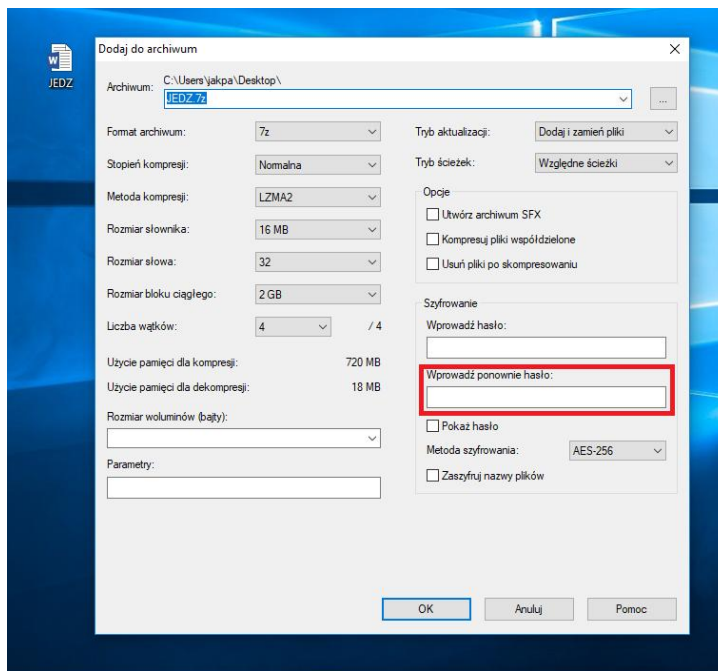 JEDZ
Dodaj do archiwum
Archiwum: C:\Users\jakpa\Desktop\
JEDZ.7z
...
Format archiwum: 7z
Stopień kompresji: Normalna
Metoda kompresji: LZMA2
Rozmiar słownika: 16 MB
Rozmiar słowa: 32
Rozmiar bloku ciągłego: 2 GB
Liczba wątków: 4 / 4
Użycie pamięci dla kompresji: 720 MB
Użycie pamięci dla dekompresji: 18 MB
Rozmiar woluminów (bajty):
Parametry:
Tryb aktualizacji: Dodaj i zamień pliki
Tryb ścieżek: Względne ścieżki
Opcje
Utwórz archiwum SFX
Kompresuj pliki współdzielone
Usuń pliki po skompresowaniu
Szyfrowanie
Wprowadź hasło:
Wprowadź ponownie hasło:
Pokaż hasło
Metoda szyfrowania: AES-256
Zaszyfruj nazwy plików
OK Anuluj Pomoc